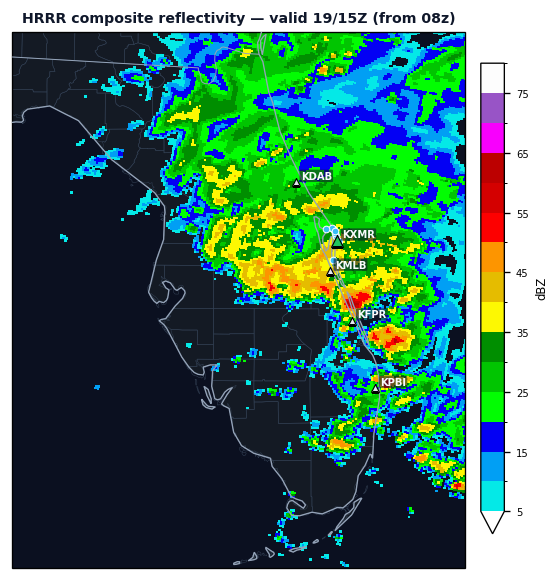 HRRR composite reflectivity — valid 19/15Z (from 08z)
KDAB
KXMR
KMLB
KFPR
KPBI
75
65
55
45
35
25
15
5
dBZ